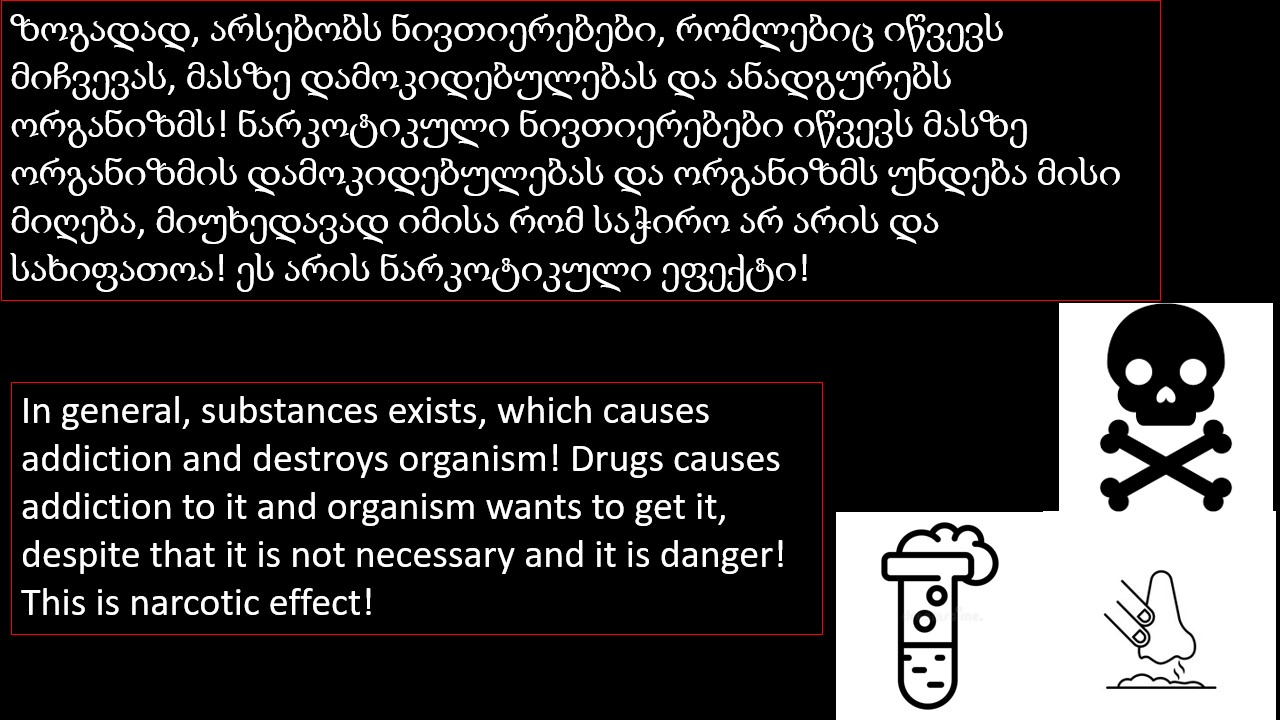 ზოგადად, არსებობს ნივთიერებები, რომლებიც იწვევს
მიჩვევას, მასზე დამოკიდებულებას და ანადგურებს
ორგანიზმს! ნარკოტიკული ნივთიერებები იწვევს მასზე
ორგანიზმის დამოკიდებულებას და ორგანიზმს უნდება მისი
მიღება, მიუხედავად იმისა რომ საჭირო არ არის და
სახიფათოა! ეს არის ნარკოტიკული ეფექტი!
In general, substances exists, which causes
addiction and destroys organism! Drugs causes
addiction to it and organism wants to get it,
despite that it is not necessary and it is danger!
This is narcotic effect!